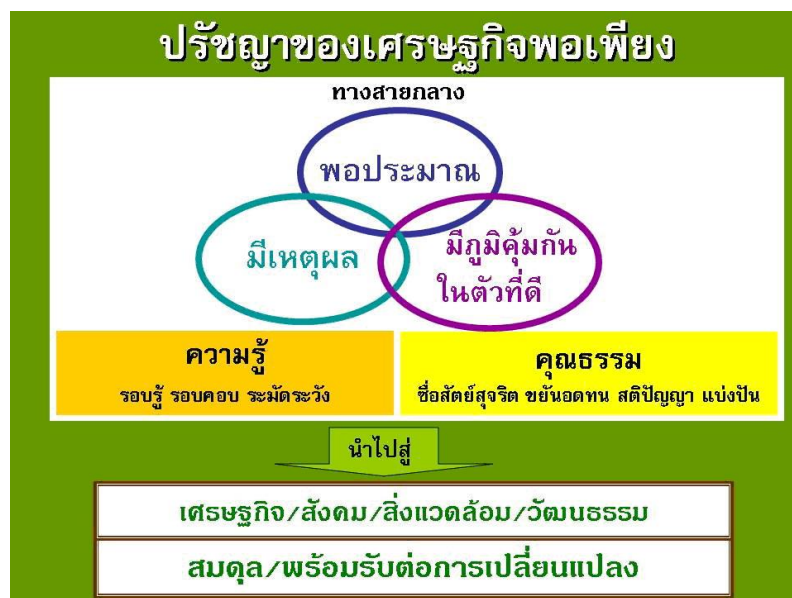 ปรัชญาของเศรษฐกิจพอเพียง
ทางสายกลาง
พอประมาณ
มีเหตุผล
มีภูมิคุ้มกัน
ในตัวที่ดี
ความรู้
รอบรู้ รอบคอบ ระมัดระวัง
คุณธรรม
ซื่อสัตย์สุจริต ขยันอดทน สติปัญญา แบ่งปัน
นำไปสู่
เศรษฐกิจ/สังคม/สิ่งแวดล้อม/วัฒนธรรม
สมดุล/พร้อมรับต่อการเปลี่ยนแปลง